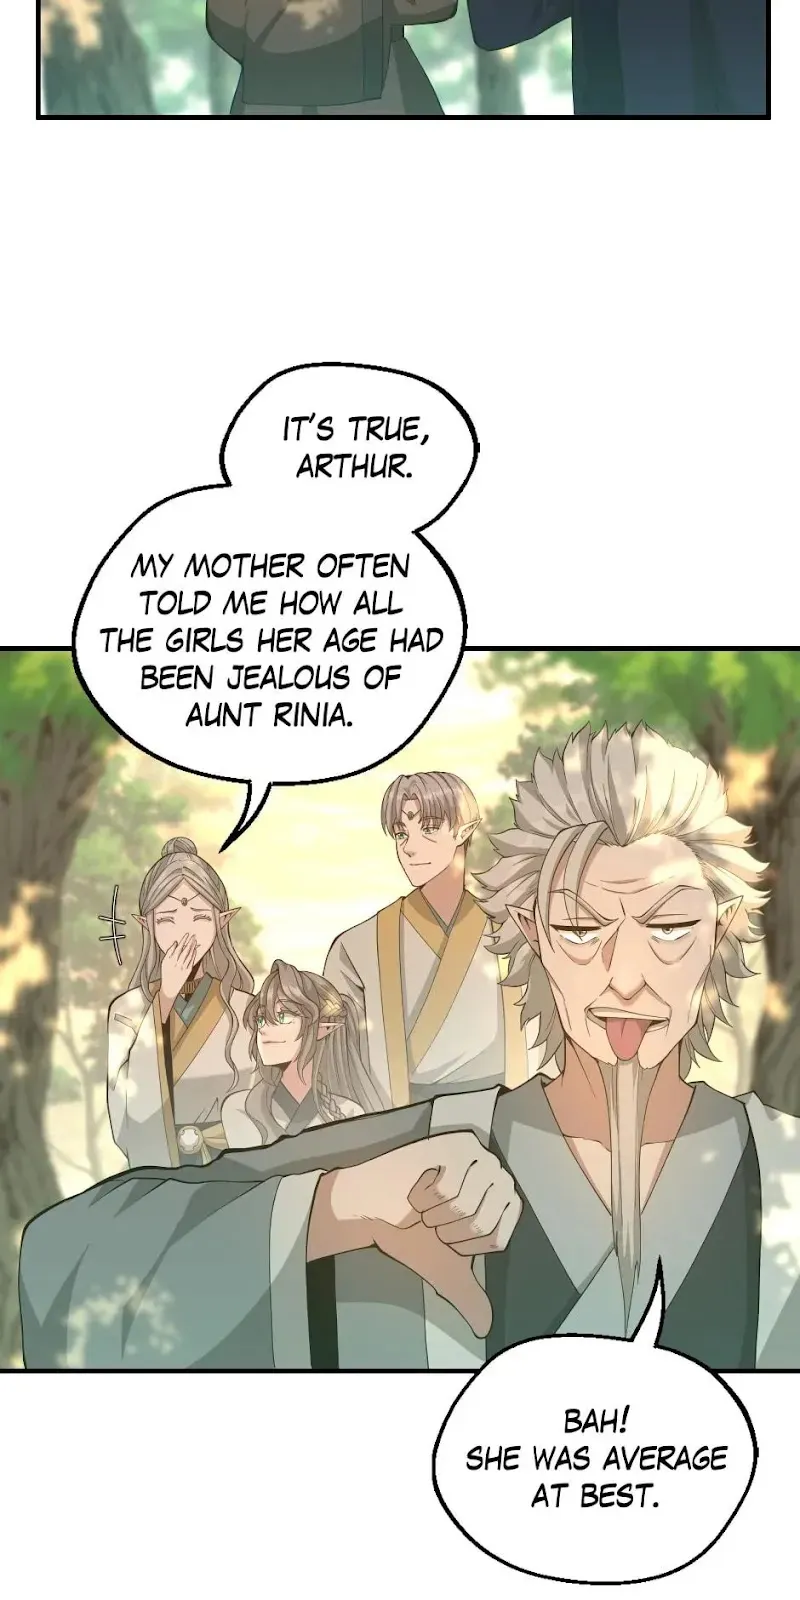 IT'S TRUE,
ARTHUR.
MY MOTHER OFTEN
TOLD ME HOW ALL
THE GIRLS HER AGE HAD
BEEN JEALOUS OF
AUNT RINIA.
BAH!
SHE WAS AVERAGE
AT BEST.